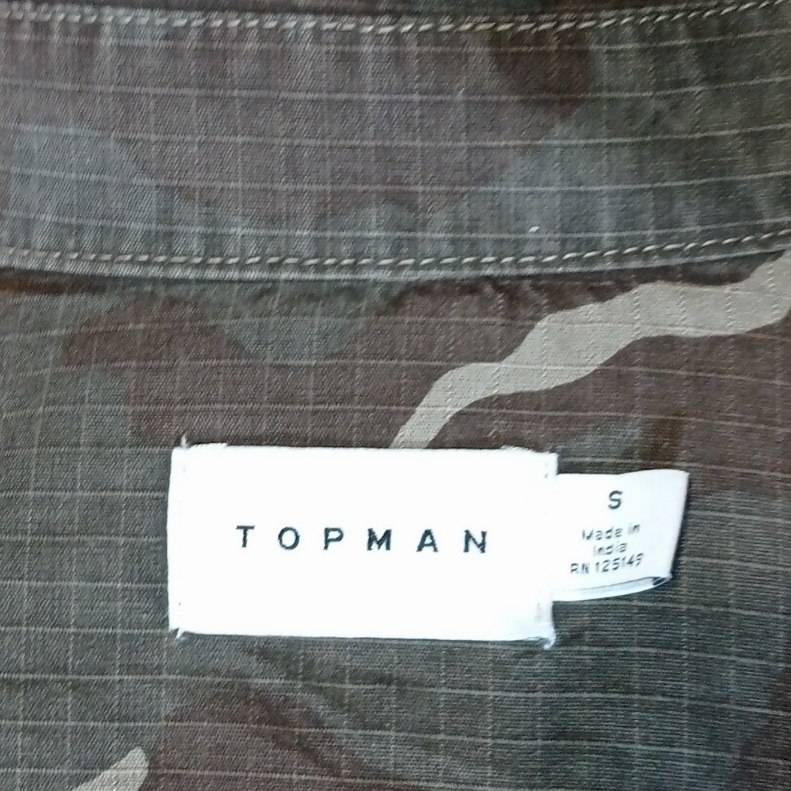 TOPMAN
S
Made in
India
RN 125149